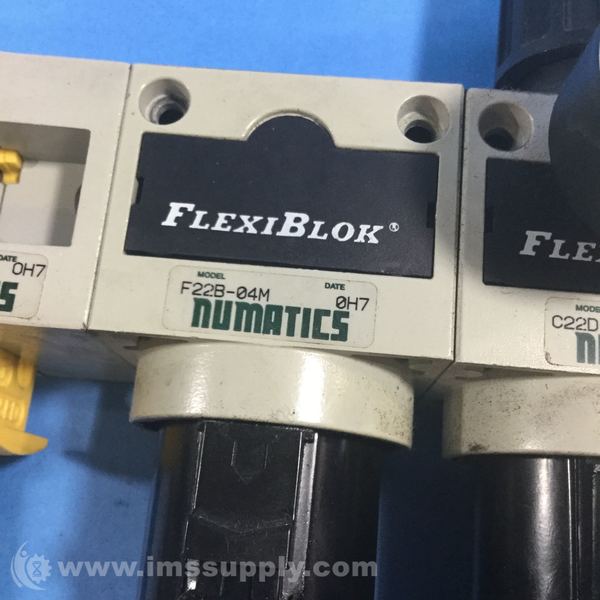 FLEXIBLOK®
FLE
DATE
0H7
S
MODEL DATE
F22B-04M 0H7
NUMATICS
MODE
C22D
N
www.imssupply.com